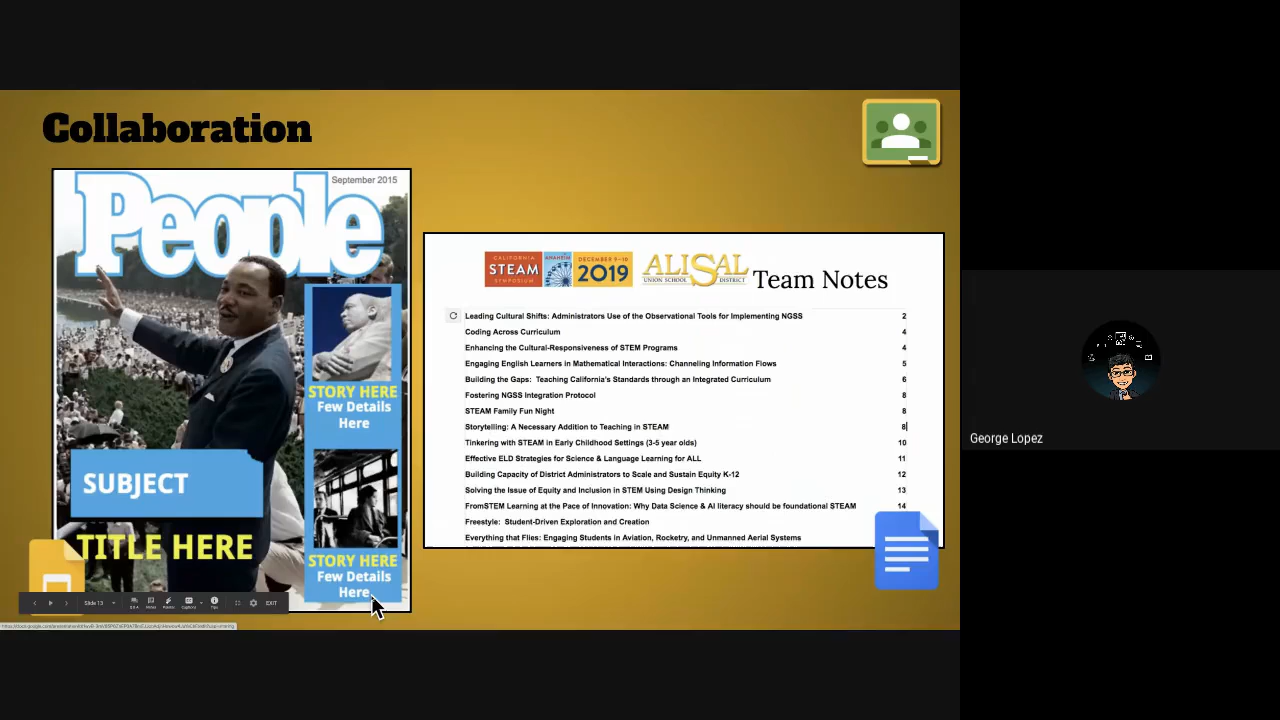 Collaboration
People
September 2015
STORY HERE
Few Details
Here
SUBJECT
TITLE HERE
STORY HERE
Few Details
Here
CALIFORNIA
STEAM
SYMPOSIUM
ANAHEIM
DECEMBER 9-10
2019
ALISAL
UNION SCHOOL DISTRICT
Team Notes
Leading Cultural Shifts: Administrators Use of the Observational Tools for Implementing NGSS 2
Coding Across Curriculum 4
Enhancing the Cultural-Responsiveness of STEM Programs 4
Engaging English Learners in Mathematical Interactions: Channeling Information Flows 5
Building the Gaps: Teaching California's Standards through an Integrated Curriculum 6
Fostering NGSS Integration Protocol 8
STEAM Family Fun Night 8
Storytelling: A Necessary Addition to Teaching in STEAM 8
Tinkering with STEAM in Early Childhood Settings (3-5 year olds) 10
Effective ELD Strategies for Science & Language Learning for ALL 11
Building Capacity of District Administrators to Scale and Sustain Equity K-12 12
Solving the Issue of Equity and Inclusion in STEM Using Design Thinking 13
FromSTEM Learning at the Pace of Innovation: Why Data Science & AI literacy should be foundational STEAM 14
Freestyle: Student-Driven Exploration and Creation
Everything that Flies: Engaging Students in Aviation, Rocketry, and Unmanned Aerial Systems
Slide 13
Q & A
Notes
Pointer
Captions
Tips
EXIT
George Lopez